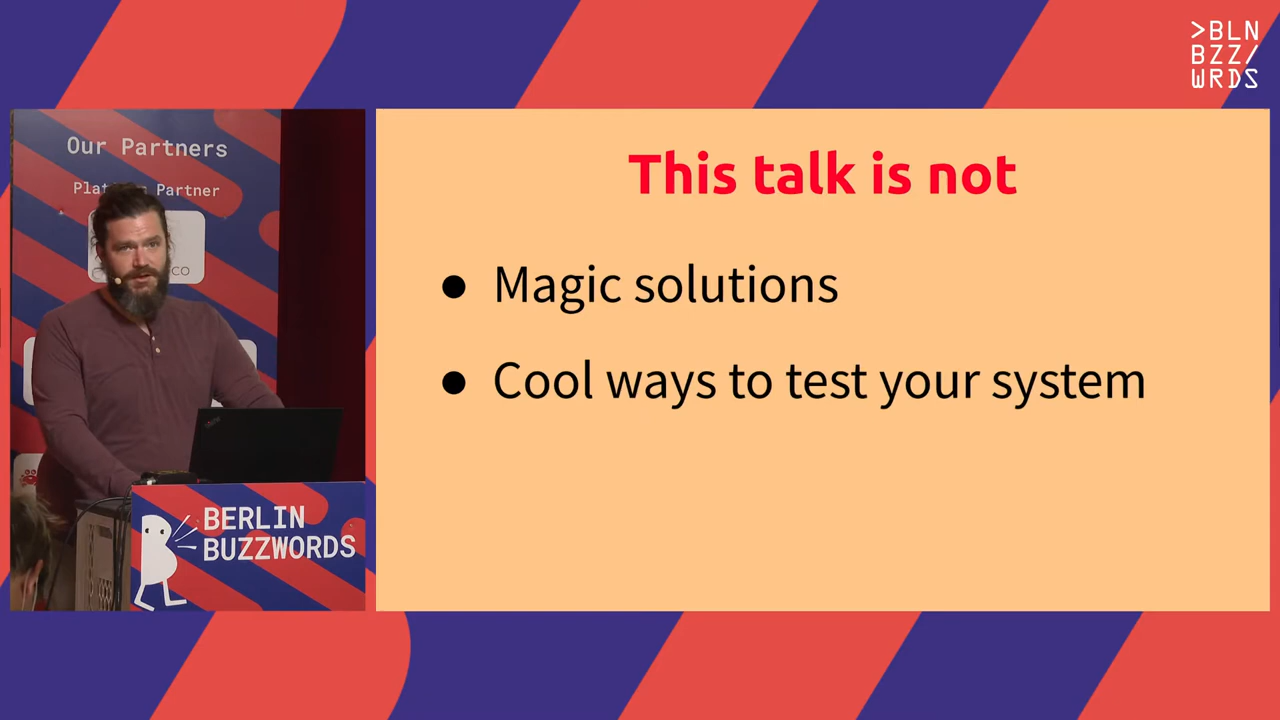 >BLN
BZZ/
WRDS
Our Partners
Partner
This talk is not
● Magic solutions
● Cool ways to test your system
BERLIN
BUZZWORDS